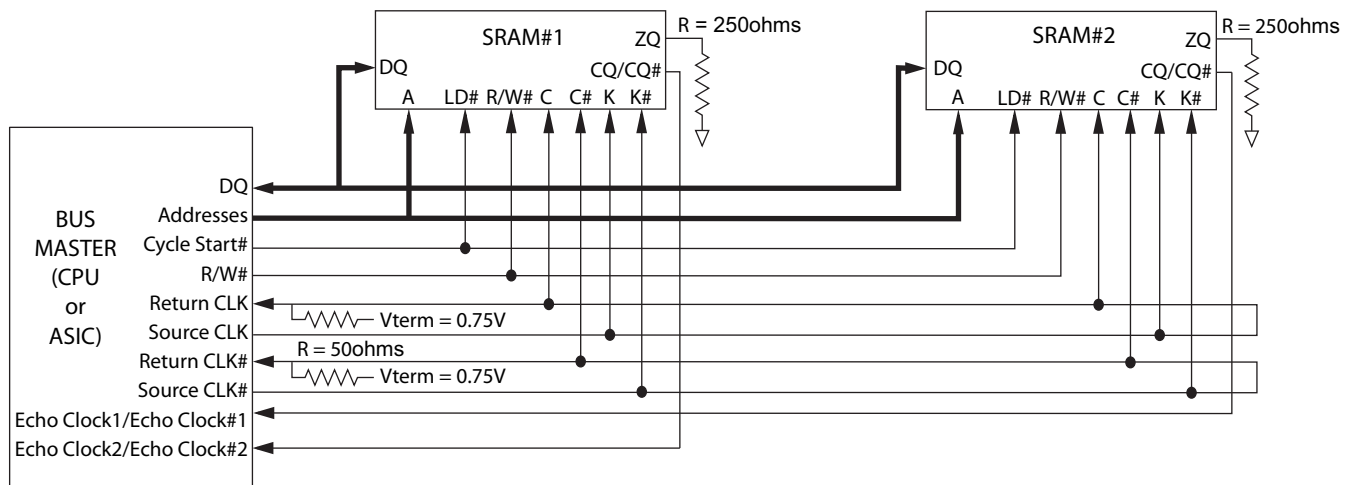 SRAM#1
ZQ
R = 250ohms
DQ
CQ/CQ#
A LD# R/W# C C# K K#
SRAM#2
ZQ
R = 250ohms
DQ
CQ/CQ#
A LD# R/W# C C# K K#
BUS
MASTER
(CPU
or
ASIC)
DQ
Addresses
Cycle Start#
R/W#
Return CLK
Vterm = 0.75V
Source CLK
R = 50ohms
Return CLK#
Vterm = 0.75V
Source CLK#
Echo Clock1/Echo Clock#1
Echo Clock2/Echo Clock#2